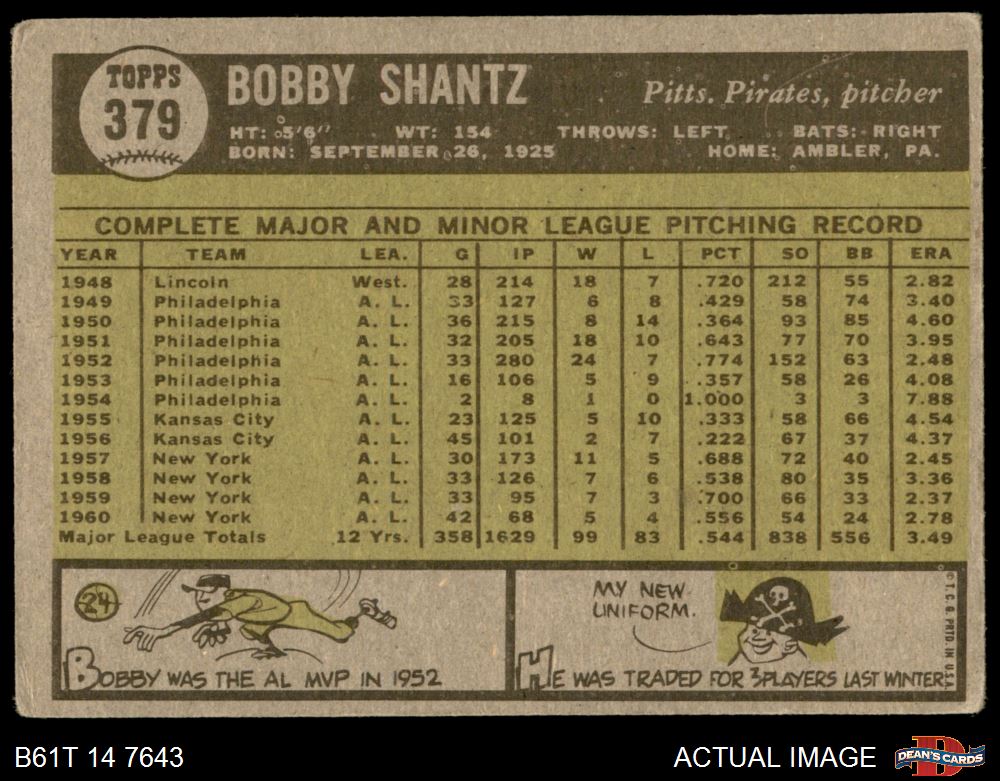 TOPPS
379
BOBBY SHANTZ
Pitts. Pirates, pitcher
HT: 5'6" WT: 154 THROWS: LEFT BATS: RIGHT
BORN: SEPTEMBER 26, 1925 HOME: AMBLER, PA.
COMPLETE MAJOR AND MINOR LEAGUE PITCHING RECORD
YEAR TEAM LEA. G IP W L PCT SO BB ERA
1948 Lincoln West. 28 214 18 7 .720 212 55 2.82
1949 Philadelphia A. L. 33 127 6 8 .429 58 74 3.40
1950 Philadelphia A. L. 36 215 8 14 .364 93 85 4.60
1951 Philadelphia A. L. 32 205 18 10 .643 77 70 3.95
1952 Philadelphia A. L. 33 280 24 7 .774 152 63 2.48
1953 Philadelphia A. L. 16 106 5 9 .357 58 26 4.08
1954 Philadelphia A. L. 2 8 1 0 1.000 3 3 7.88
1955 Kansas City A. L. 23 125 5 10 .333 58 66 4.54
1956 Kansas City A. L. 45 101 2 7 .222 67 37 4.37
1957 New York A. L. 30 173 11 5 .688 72 40 2.45
1958 New York A. L. 33 126 7 6 .538 80 35 3.36
1959 New York A. L. 33 95 7 3 .700 66 33 2.37
1960 New York A. L. 42 68 5 4 .556 54 24 2.78
Major League Totals 12 Yrs. 358 1629 99 83 .544 838 556 3.49
24
BOBBY WAS THE AL MVP IN 1952
MY NEW
UNIFORM.
HE WAS TRADED FOR 3 PLAYERS LAST WINTER.
© T. C. G. PRTD. IN U.S.A.
B61T 14 7643
ACTUAL IMAGE
D
DEAN'S CARDS